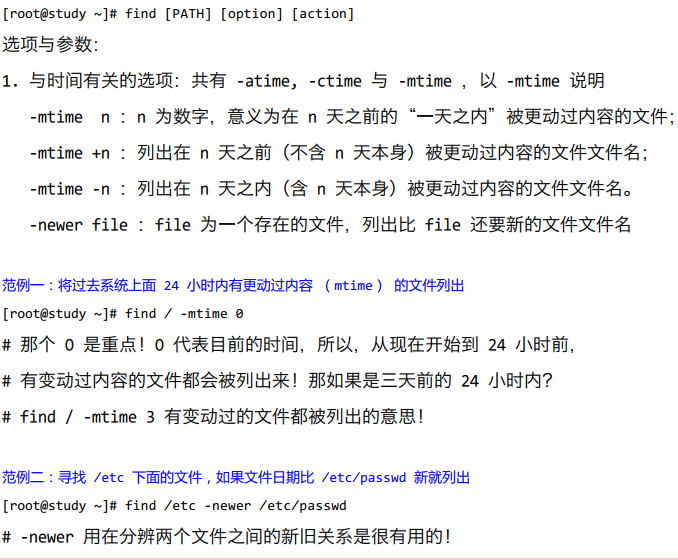 [root@study ~]# find [PATH] [option] [action]
选项与参数：
1. 与时间有关的选项：共有 -atime, -ctime 与 -mtime ，以 -mtime 说明
-mtime n ：n 为数字，意义为在 n 天之前的“一天之内”被更动过内容的文件；
-mtime +n ：列出在 n 天之前（不含 n 天本身）被更动过内容的文件文件名；
-mtime -n ：列出在 n 天之内（含 n 天本身）被更动过内容的文件文件名。
-newer file ：file 为一个存在的文件，列出比 file 还要新的文件文件名
范例一：将过去系统上面 24 小时内有更动过内容 （mtime） 的文件列出
[root@study ~]# find / -mtime 0
# 那个 0 是重点！0 代表目前的时间，所以，从现在开始到 24 小时前，
# 有变动过内容的文件都会被列出来！那如果是三天前的 24 小时内？
# find / -mtime 3 有变动过的文件都被列出的意思！
范例二：寻找 /etc 下面的文件，如果文件日期比 /etc/passwd 新就列出
[root@study ~]# find /etc -newer /etc/passwd
# -newer 用在分辨两个文件之间的新旧关系是很有用的！